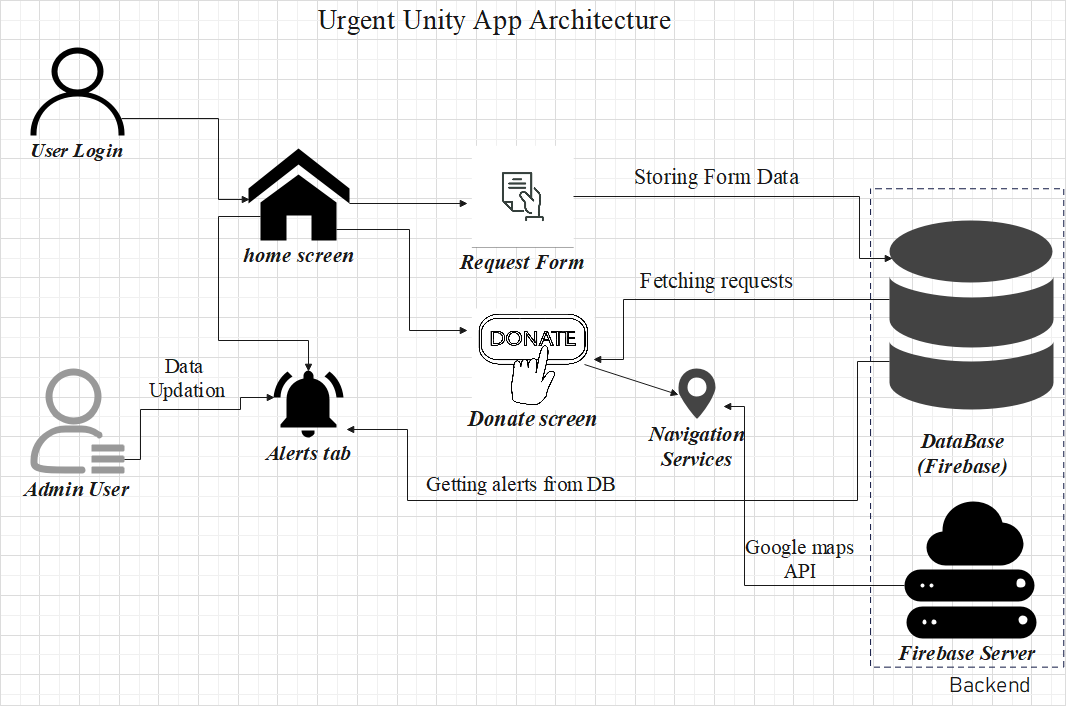 Urgent Unity App Architecture
User Login
home screen
Request Form
Storing Form Data
Fetching requests
DONATE
Donate screen
Data
Updation
Admin User
Alerts tab
Navigation
Services
Getting alerts from DB
DataBase
(Firebase)
Google maps
API
Firebase Server
Backend